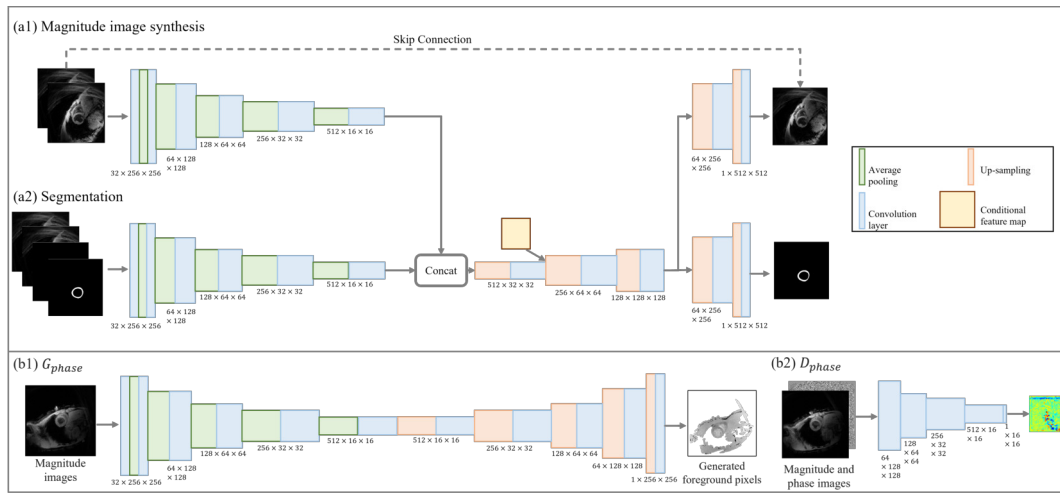 (a1) Magnitude image synthesis
Skip Connection
32 × 256 × 256
64 × 128
× 128
128 × 64 × 64
256 × 32 × 32
512 × 16 × 16
64 × 256
× 256
1 × 512 × 512
Average
pooling
Up-sampling
Convolution
layer
Conditional
feature map
(a2) Segmentation
32 × 256 × 256
64 × 128
× 128
128 × 64 × 64
256 × 32 × 32
512 × 16 × 16
Concat
512 × 32 × 32
256 × 64 × 64
128 × 128 × 128
64 × 256
× 256
1 × 512 × 512
(b1) G_phase
Magnitude
images
32 × 256 × 256
64 × 128
× 128
128 × 64 × 64
256 × 32 × 32
512 × 16 × 16
512 × 16 × 16
256 × 32 × 32
128 × 64 × 64
64 × 128 × 128
1 × 256 × 256
Generated
foreground pixels
(b2) D_phase
Magnitude and
phase images
64
× 128
× 128
128
× 64
× 64
256
× 32
× 32
512 × 16
× 16
1
× 16
× 16